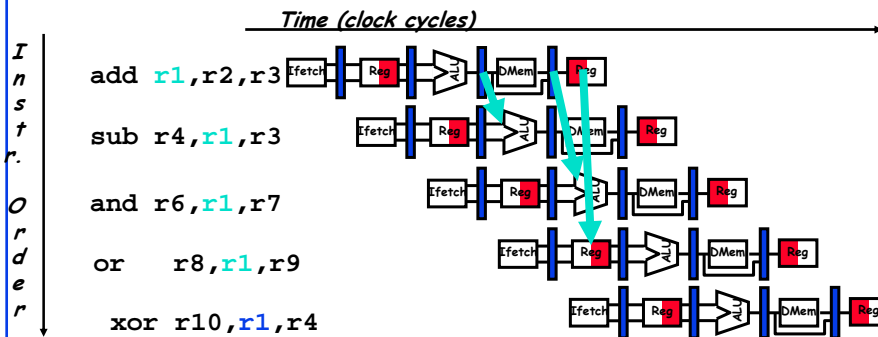 Time (clock cycles)
Instr. Order
add r1,r2,r3 Ifetch Reg ALU DMem Reg
sub r4,r1,r3 Ifetch Reg ALU DMem Reg
and r6,r1,r7 Ifetch Reg ALU DMem Reg
or r8,r1,r9 Ifetch Reg ALU DMem Reg
xor r10,r1,r4 Ifetch Reg ALU DMem Reg